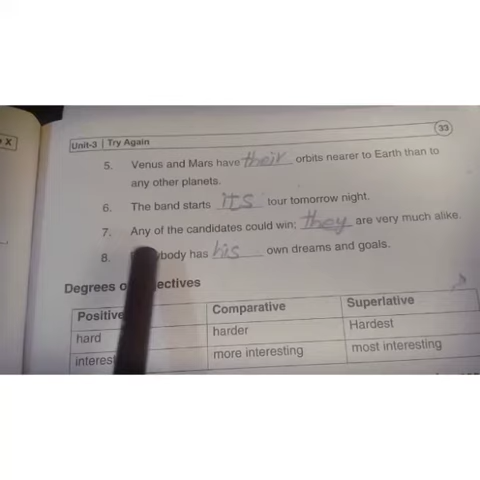 x
33
Unit-3 | Try Again
5. Venus and Mars have their orbits nearer to Earth than to
any other planets.
6. The band starts its tour tomorrow night.
7. Any of the candidates could win; they are very much alike.
8. body has his own dreams and goals.
Degrees
Positive Comparative Superlative
hard harder Hardest
interest more interesting most interesting